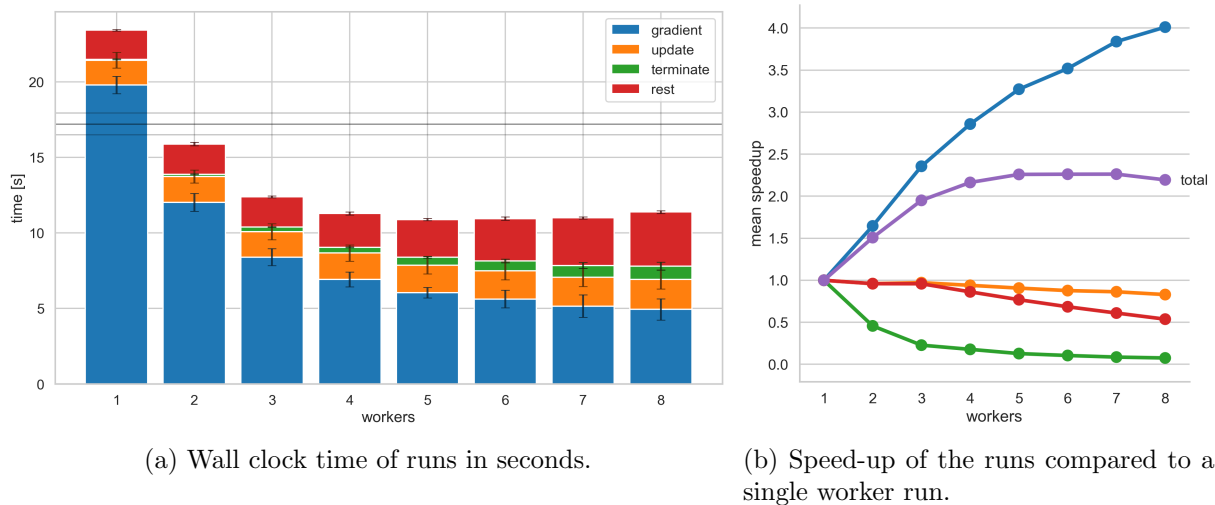 gradient
update
terminate
rest
time [s]
20
15
10
5
0
1 2 3 4 5 6 7 8
workers
(a) Wall clock time of runs in seconds.
mean speedup
4.0
3.5
3.0
2.5
2.0
1.5
1.0
0.5
0.0
total
1 2 3 4 5 6 7 8
workers
(b) Speed-up of the runs compared to a
single worker run.